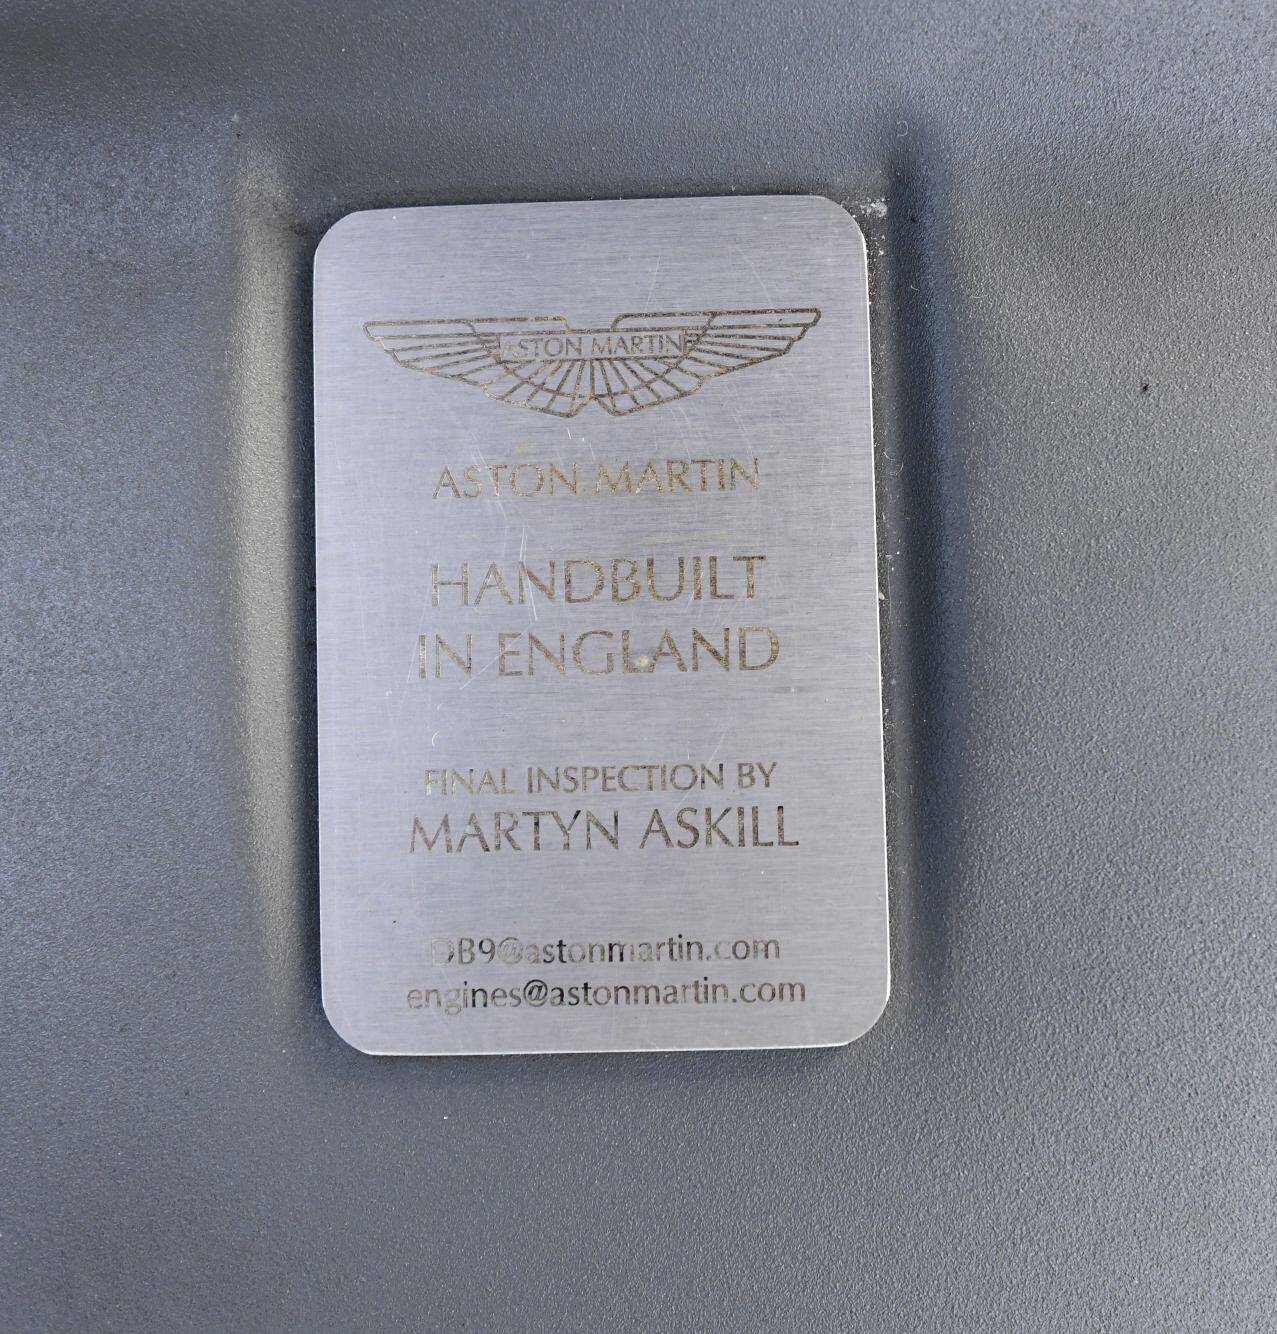 ASTON MARTIN
ASTON MARTIN
HANDBUILT
IN ENGLAND
FINAL INSPECTION BY
MARTYN ASKILL
DB9@astonmartin.com
engines@astonmartin.com